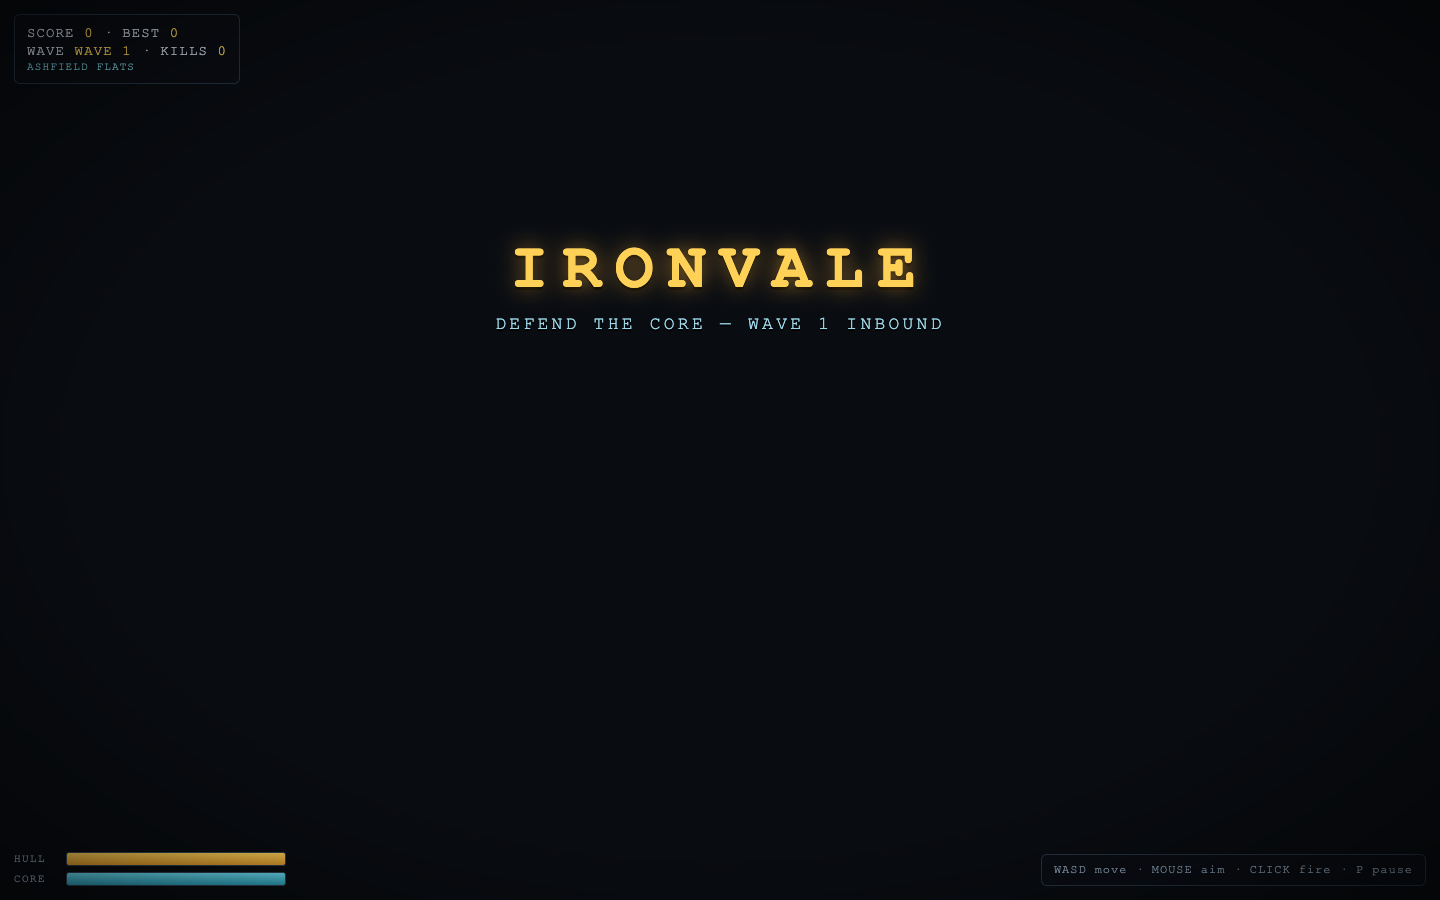 SCORE 0 · BEST 0
WAVE WAVE 1 · KILLS 0
ASHFIELD FLATS
IRONVALE
DEFEND THE CORE — WAVE 1 INBOUND
HULL
CORE
WASD move · MOUSE aim · CLICK fire · P pause